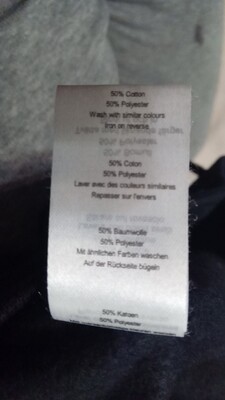 50% Cotton
50% Polyester
Wash with similar colours
Iron on reverse
50% Coton
50% Polyester
Laver avec des couleurs similaires
Repasser sur l'envers
50% Baumwolle
50% Polyester
Mit ähnlichen Farben waschen
Auf der Rückseite bügeln
50% Katoen
50% Polyester